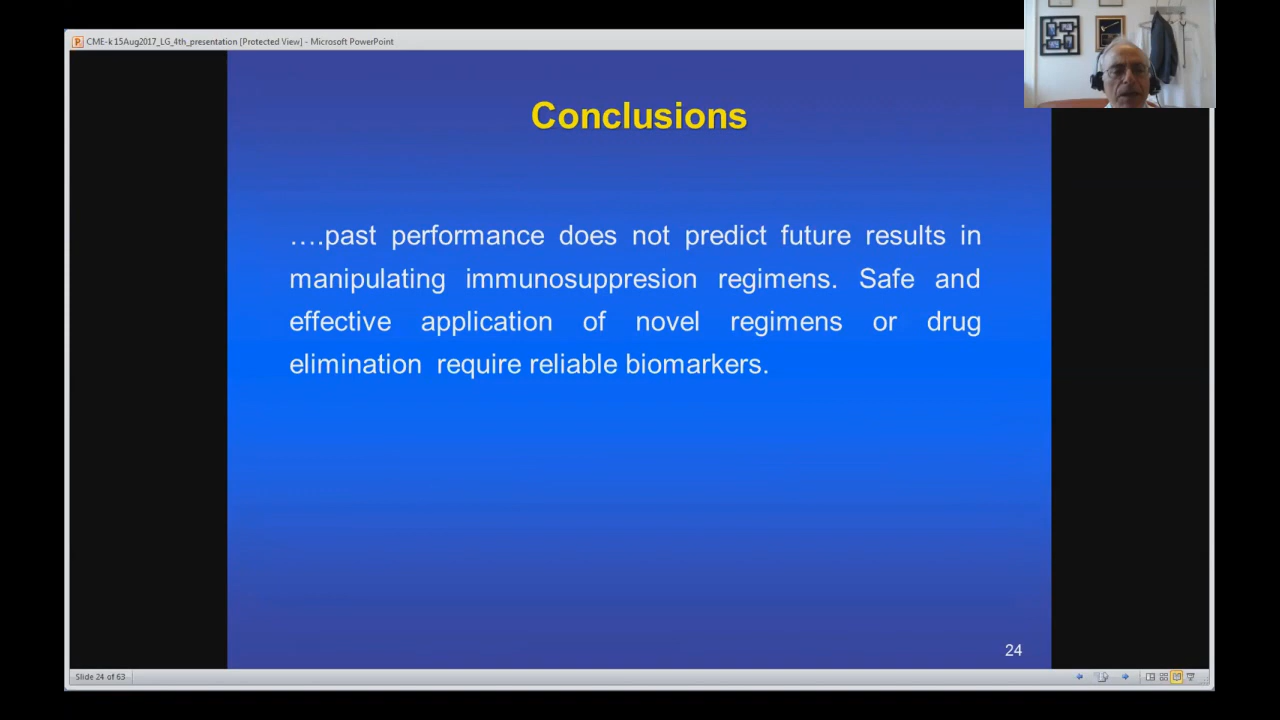 CME-k 15Aug2017_LG_4th_presentation [Protected View] - Microsoft PowerPoint
Conclusions
….past performance does not predict future results in
manipulating immunosuppresion regimens. Safe and
effective application of novel regimens or drug
elimination require reliable biomarkers.
24
Slide 24 of 63